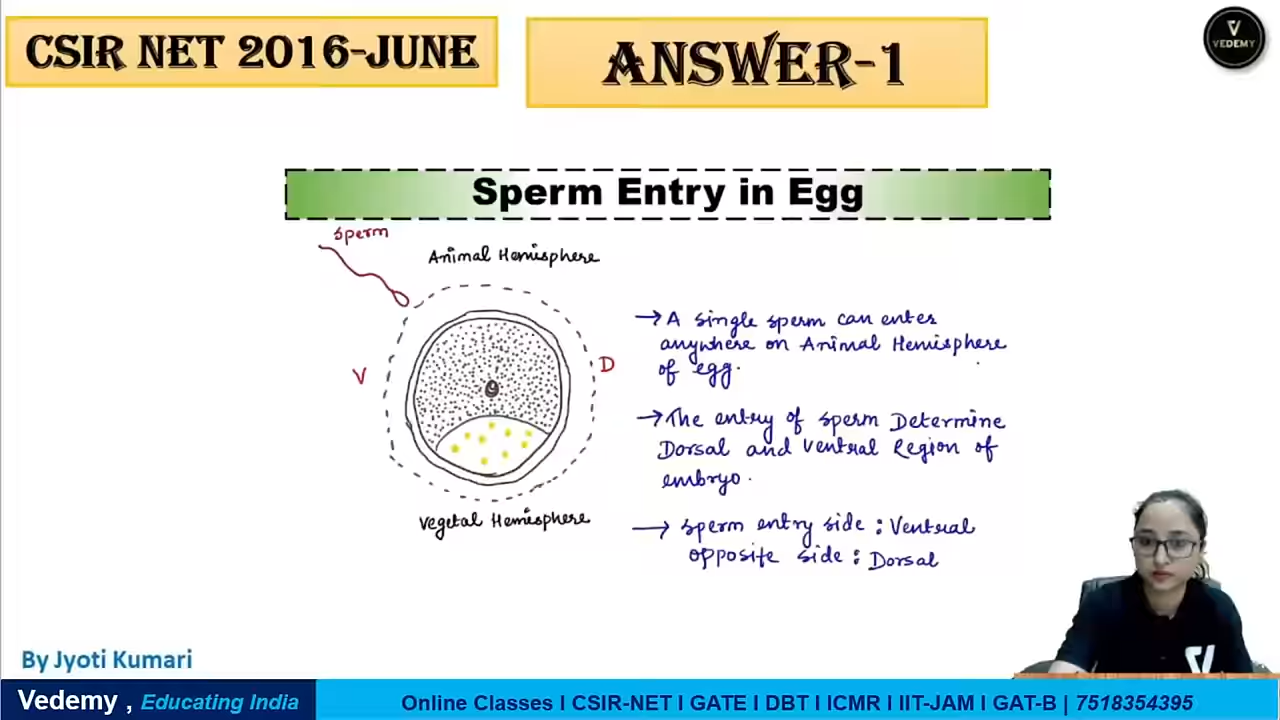 CSIR NET 2016-JUNE
ANSWER-1
VEDEMY
Sperm Entry in Egg
Sperm
Animal Hemisphere
V
D
Vegetal Hemisphere
→ A single sperm can enter
anywhere on Animal Hemisphere
of egg.
→ The entry of sperm Determine
Dorsal and ventral Region of
embryo.
→ sperm entry side : Ventral
opposite side : Dorsal
By Jyoti Kumari
Vedemy , Educating India
Online Classes I CSIR-NET I GATE I DBT I ICMR I IIT-JAM I GAT-B | 7518354395